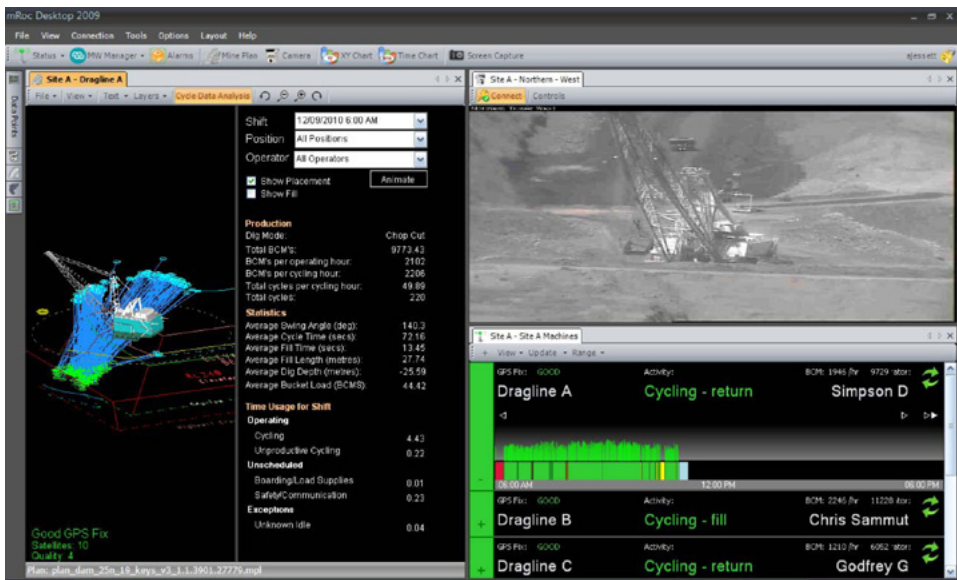 mRoc Desktop 2009
File View Connection Tools Options Layout Help
Status MW Manager Alarms Mine Plan Camera XY Chart Time Chart Screen Capture ejessett
Data Points
Site A - Dragline A
File View Text Layers Cycle Data Analysis
Shift 12/09/2010 6:00 AM
Position All Positions
Operator All Operators
Show Placement Animate
Show Fill
Production
Dig Mode: Chop Cut
Total BCM's: 9773.43
BCM's per operating hour: 2102
BCM's per cycling hour: 2206
Total cycles per cycling hour: 49.89
Total cycles: 220
Statistics
Average Swing Angle (deg): 140.3
Average Cycle Time (secs): 72.16
Average Fill Time (secs): 13.45
Average Fill Length (metres): 27.74
Average Dig Depth (metres): -25.59
Average Bucket Load (BCMS): 44.42
Time Usage for Shift
Operating
Cycling 4.43
Unproductive Cycling 0.22
Unscheduled
Boarding/Load Supplies 0.01
Safety/Communication 0.23
Exceptions
Unknown Idle 0.04
Good GPS Fix
Satellites: 10
Quality: 4
Plan: plan_dam_25n_19_keys_v3_1.1.3901.27779.mpl
Site A - Northern - West
Connect Controls
Site A - Site A Machines
+ View Update Range
GPS Fix: GOOD Activity: BCM: 1946 /hr 9729
Dragline A Cycling - return Simpson D
06:00 AM 12:00 PM 06:00 PM
GPS Fix: GOOD Activity: BCM: 2246 /hr 11228
Dragline B Cycling - fill Chris Sammut
GPS Fix: GOOD Activity: BCM: 1210 /hr 6052
Dragline C Cycling - return Godfrey G